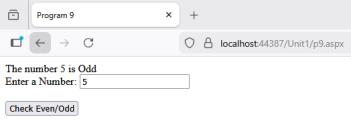 Program 9
localhost:44387/Unit1/p9.aspx
The number 5 is Odd
Enter a Number: 5
Check Even/Odd